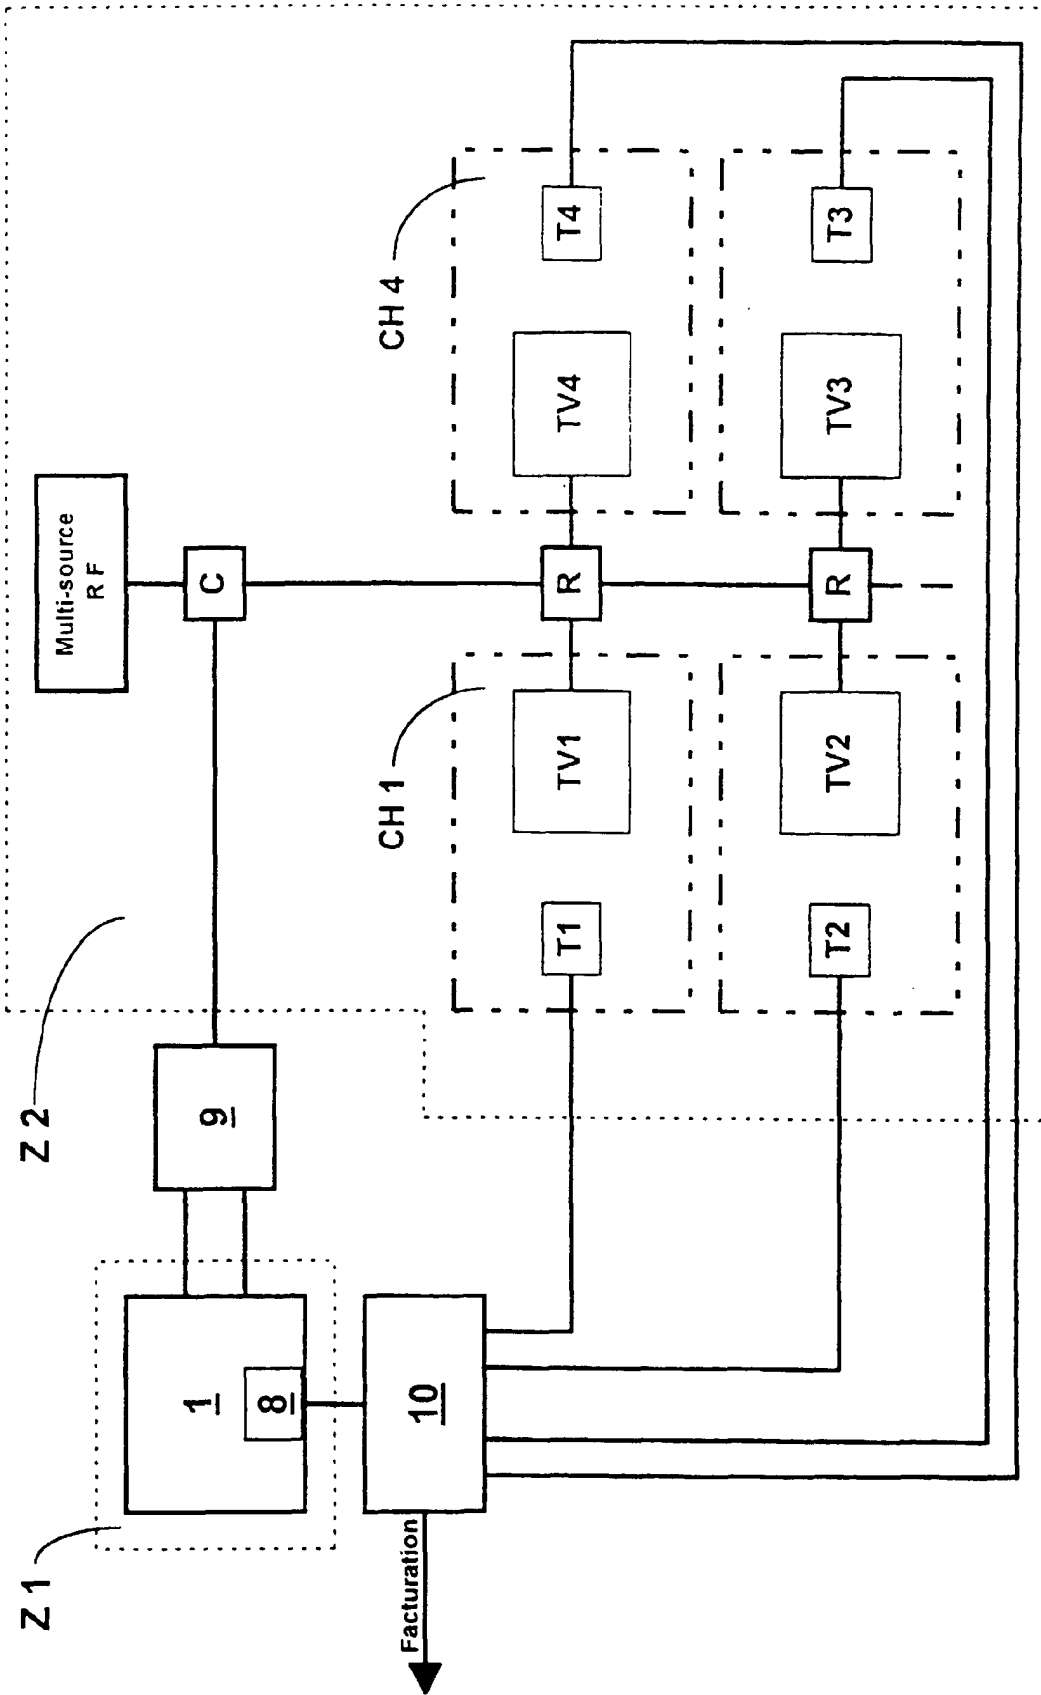 Z 1
Z 2
1
8
9
10
Facturation
Multi-source
R F
C
CH 1
CH 4
T1
TV1
R
TV4
T4
T2
TV2
R
TV3
T3